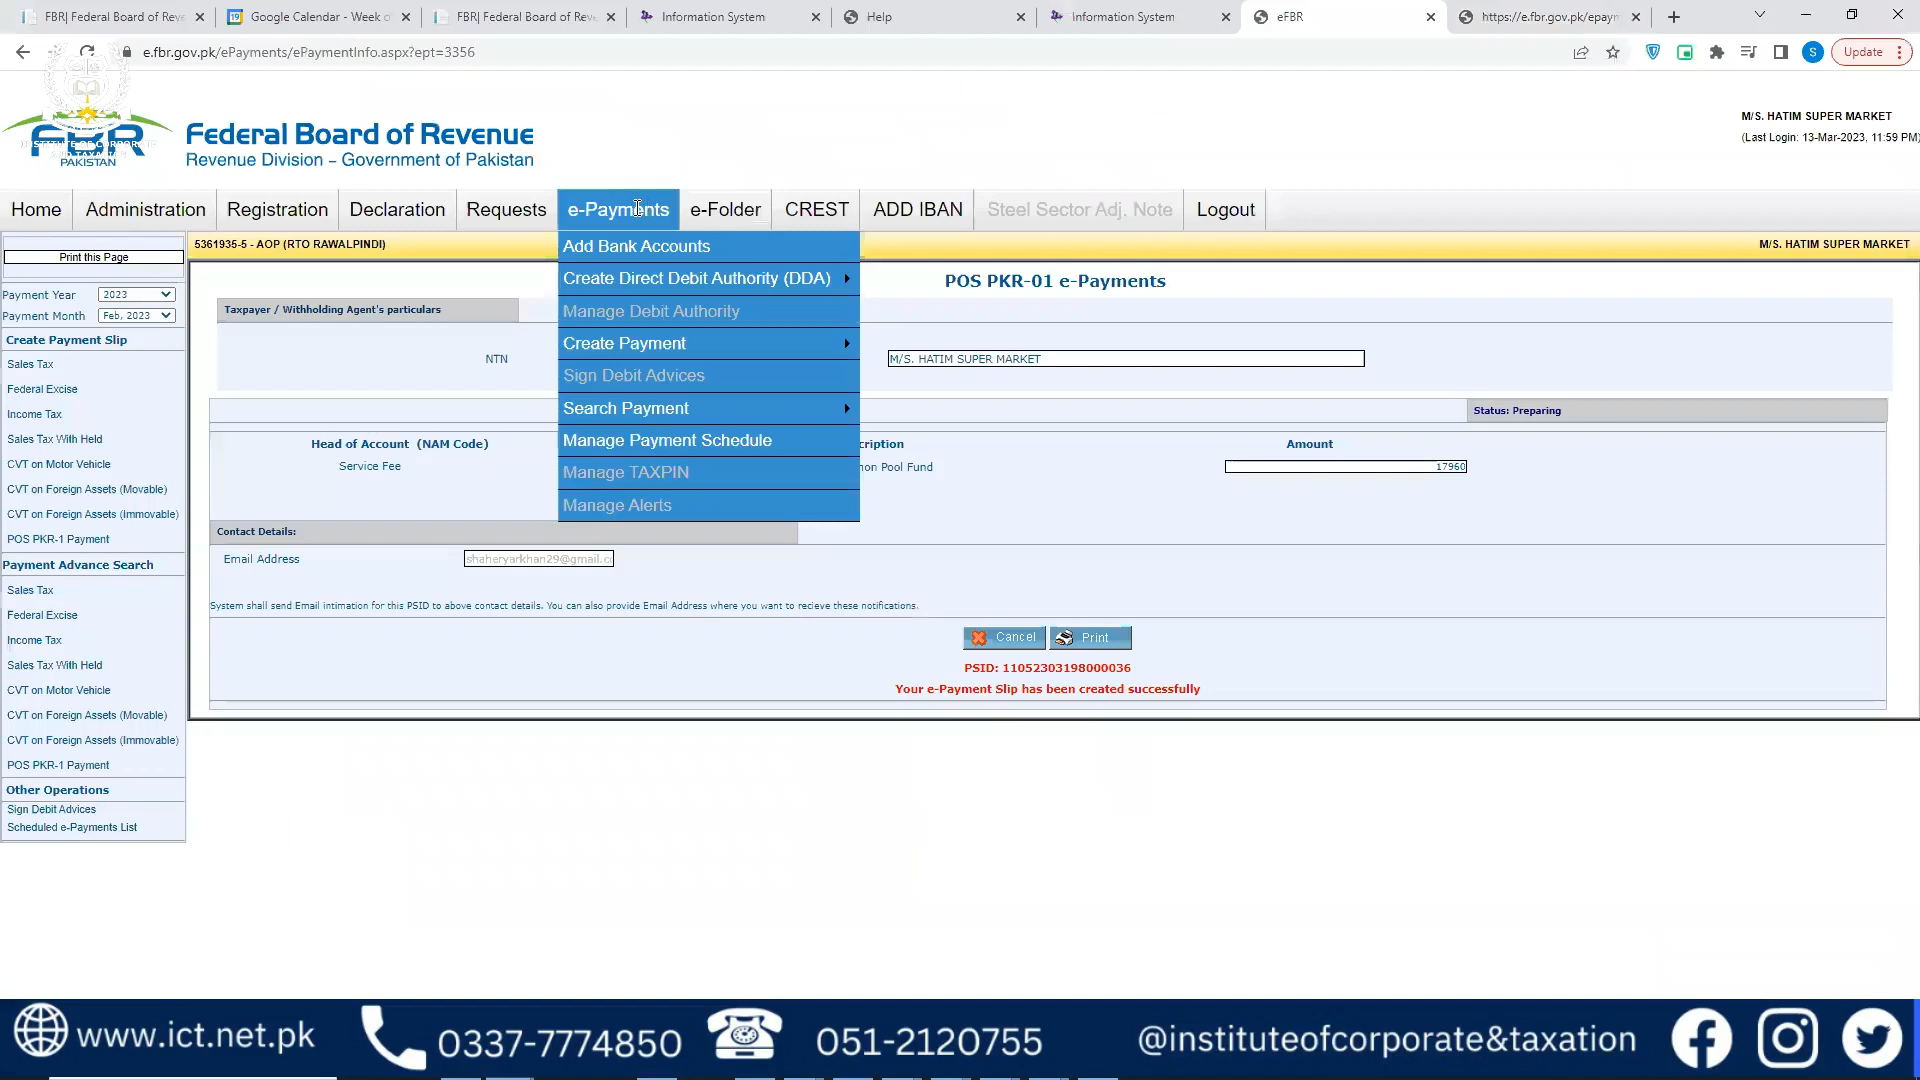 FBR| Federal Board of Reve
Google Calendar - Week o
FBR| Federal Board of Reve
Information System
Help
Information System
eFBR
https://e.fbr.gov.pk/epaym
e.fbr.gov.pk/ePayments/ePaymentInfo.aspx?ept=3356
S
Update
FBR
PAKISTAN
INSTITUTE OF CORPORATE
Federal Board of Revenue
Revenue Division – Government of Pakistan
M/S. HATIM SUPER MARKET
(Last Login: 13-Mar-2023, 11:59 PM)
Home Administration Registration Declaration Requests e-Payments e-Folder CREST ADD IBAN Steel Sector Adj. Note Logout
Print this Page
Payment Year 2023
Payment Month Feb, 2023
Create Payment Slip
Sales Tax
Federal Excise
Income Tax
Sales Tax With Held
CVT on Motor Vehicle
CVT on Foreign Assets (Movable)
CVT on Foreign Assets (Immovable)
POS PKR-1 Payment
Payment Advance Search
Sales Tax
Federal Excise
Income Tax
Sales Tax With Held
CVT on Motor Vehicle
CVT on Foreign Assets (Movable)
CVT on Foreign Assets (Immovable)
POS PKR-1 Payment
Other Operations
Sign Debit Advices
Scheduled e-Payments List
5361935-5 - AOP (RTO RAWALPINDI)
M/S. HATIM SUPER MARKET
Add Bank Accounts
Create Direct Debit Authority (DDA)
Manage Debit Authority
Create Payment
Sign Debit Advices
Search Payment
Manage Payment Schedule
Manage TAXPIN
Manage Alerts
POS PKR-01 e-Payments
Taxpayer / Withholding Agent's particulars
NTN
M/S. HATIM SUPER MARKET
Status: Preparing
Head of Account (NAM Code)
cription
Amount
Service Fee
on Pool Fund
17960
Contact Details:
Email Address
shaheryarkhan29@gmail.c
System shall send Email intimation for this PSID to above contact details. You can also provide Email Address where you want to recieve these notifications.
Cancel
Print
PSID: 11052303198000036
Your e-Payment Slip has been created successfully
www.ict.net.pk
0337-7774850
051-2120755
@instituteofcorporate&taxation